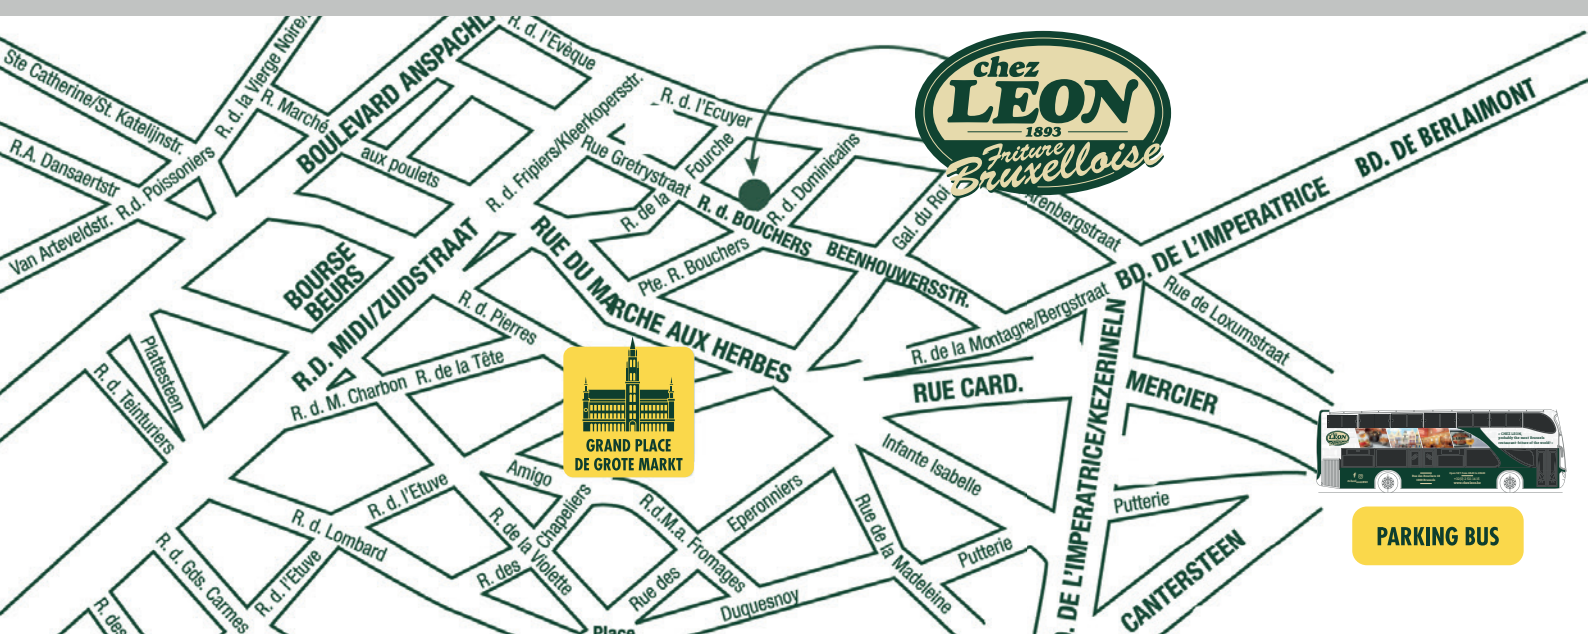 R. d. l'Evèque
BOULEVARD ANSPACHL
R. d. la Vierge Noire/
Ste Catherine/St. Katelijnstr.
R. Marché
aux poulets
R.A. Dansaertstr
R.d. Poissoniers
Van Arteveldstr.
R. d. Fripiers/Kleerkopersstr.
R. d. l'Ecuyer
Rue Gretrystraat
Fourche
R. de la
R. d. Dominicains
R. d. BOUCHERS
BEENHOUWERSSTR.
Pte. R. Bouchers
Gal. du Roi
chez
LEON
1893
Friture
Bruxelloise
Arenbergstraat
BD. DE BERLAIMONT
BD. DE L'IMPERATRICE
Rue de Loxumstraat
BOURSE
BEURS
R.D. MIDI/ZUIDSTRAAT
RUE DU MARCHE AUX HERBES
R. d. Pierres
R. de la Tête
R. d. M. Charbon
Plattesteen
R. d. Teinturiers
R. de la Montagne/Bergstraat
RUE CARD.
MERCIER
DE L'IMPERATRICE/KEZERINELN
GRAND PLACE
DE GROTE MARKT
Infante Isabelle
Amigo
Chapeliers
R. d. l'Etuve
R. d. Lombard
R. de la Violette
R.d.M.a. Fromages
Eperonniers
Rue de la Madeleine
Putterie
Putterie
CANTERSTEEN
LEON
PARKING BUS
R. d. Gds. Carmes
R. d. l'Etuve
R. des
R. des
Rue des
Duquesnoy
Place